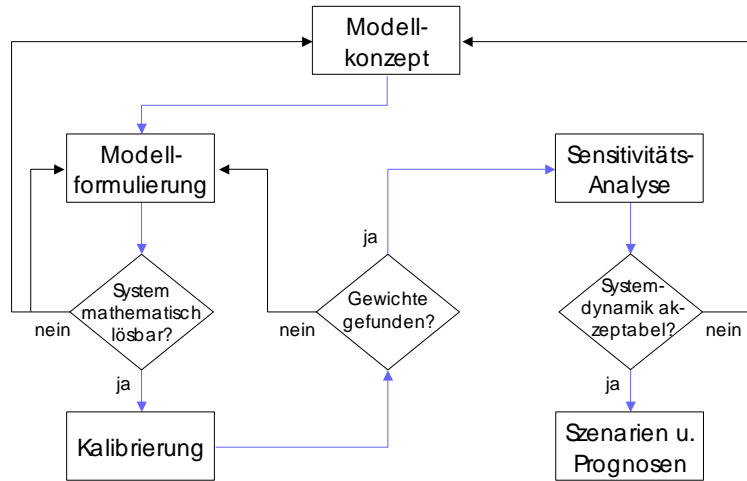 Modell-
konzept
Modell-
formulierung
System
mathematisch
lösbar?
nein
ja
Kalibrierung
Gewichte
gefunden?
nein
ja
Sensitivitäts-
Analyse
System-
dynamik ak-
zeptabel?
nein
ja
Szenarien u.
Prognosen